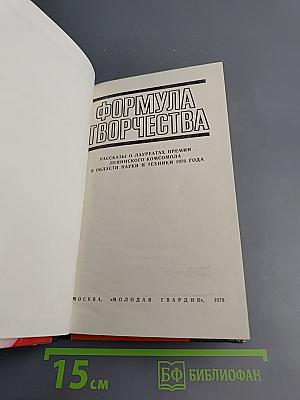 ФОРМУЛА
ТВОРЧЕСТВА
РАССКАЗЫ О ЛАУРЕАТАХ ПРЕМИИ
ЛЕНИНСКОГО КОМСОМОЛА
В ОБЛАСТИ НАУКИ И ТЕХНИКИ 1976 ГОДА
МОСКВА, «МОЛОДАЯ ГВАРДИЯ», 1978
15 см
БФ БИБЛИОФАН